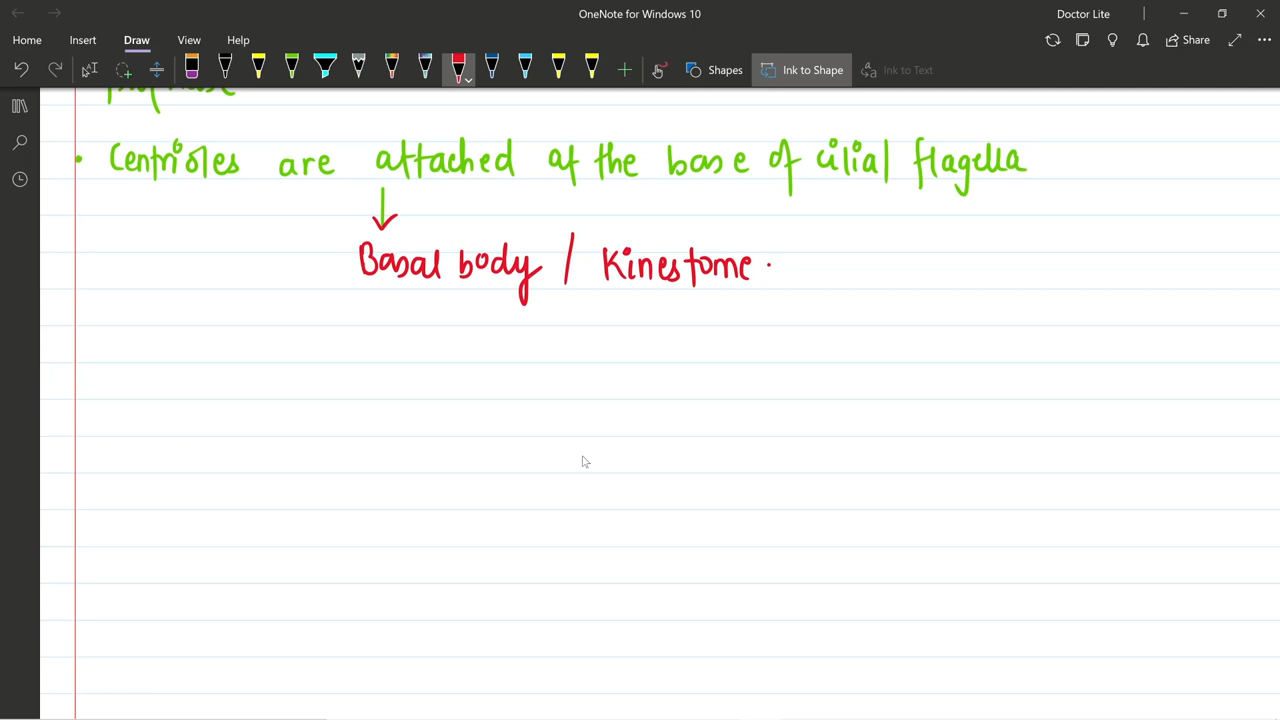 OneNote for Windows 10
Doctor Lite
Home Insert Draw View Help
Share
Shapes Ink to Shape Ink to Text
• Centrioles are attached at the base of cilial flagella
Basal body / Kinestome .